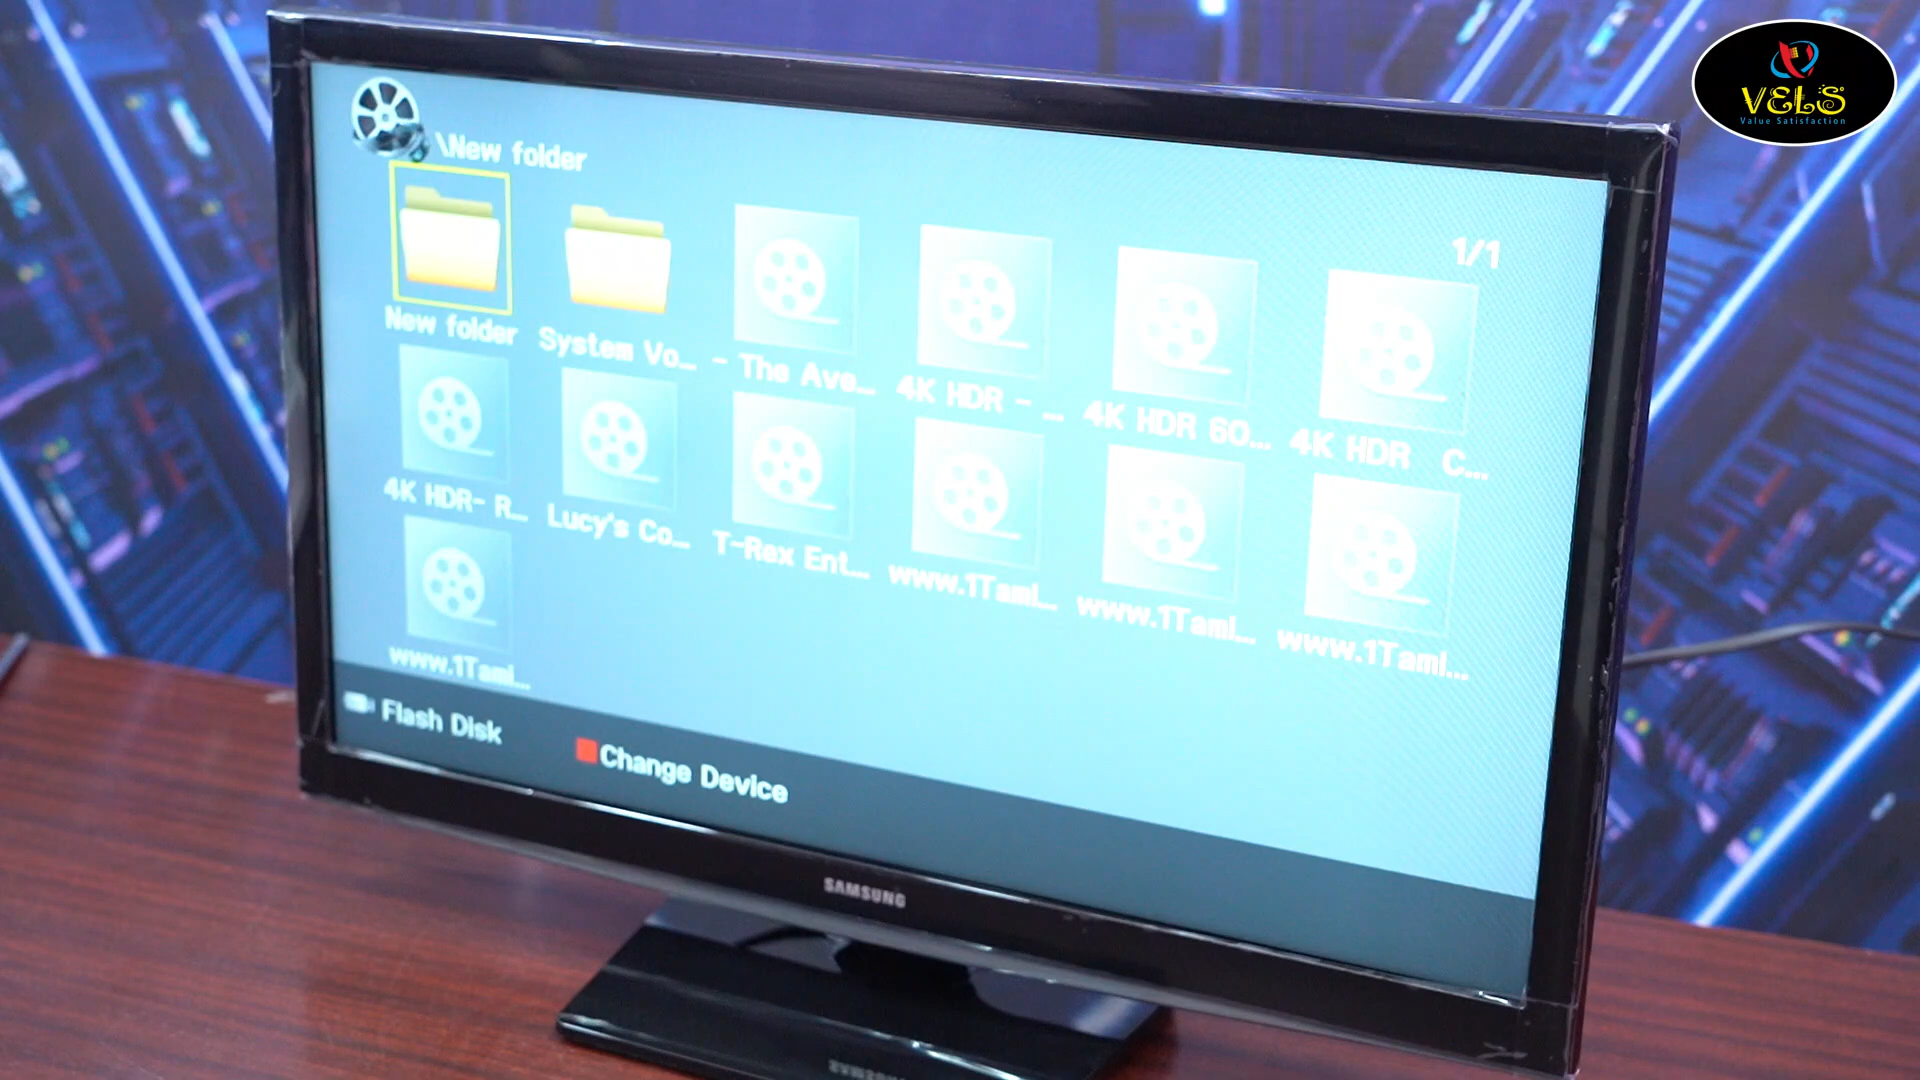 VELS
Value Satisfaction
\New folder
1/1
New folder
System Vo...
- The Ave...
4K HDR - ...
4K HDR 60...
4K HDR C...
4K HDR- R...
Lucy's Co...
T-Rex Ent...
www.1Taml...
www.1Taml...
www.1Taml...
www.1Taml...
Flash Disk
Change Device
SAMSUNG